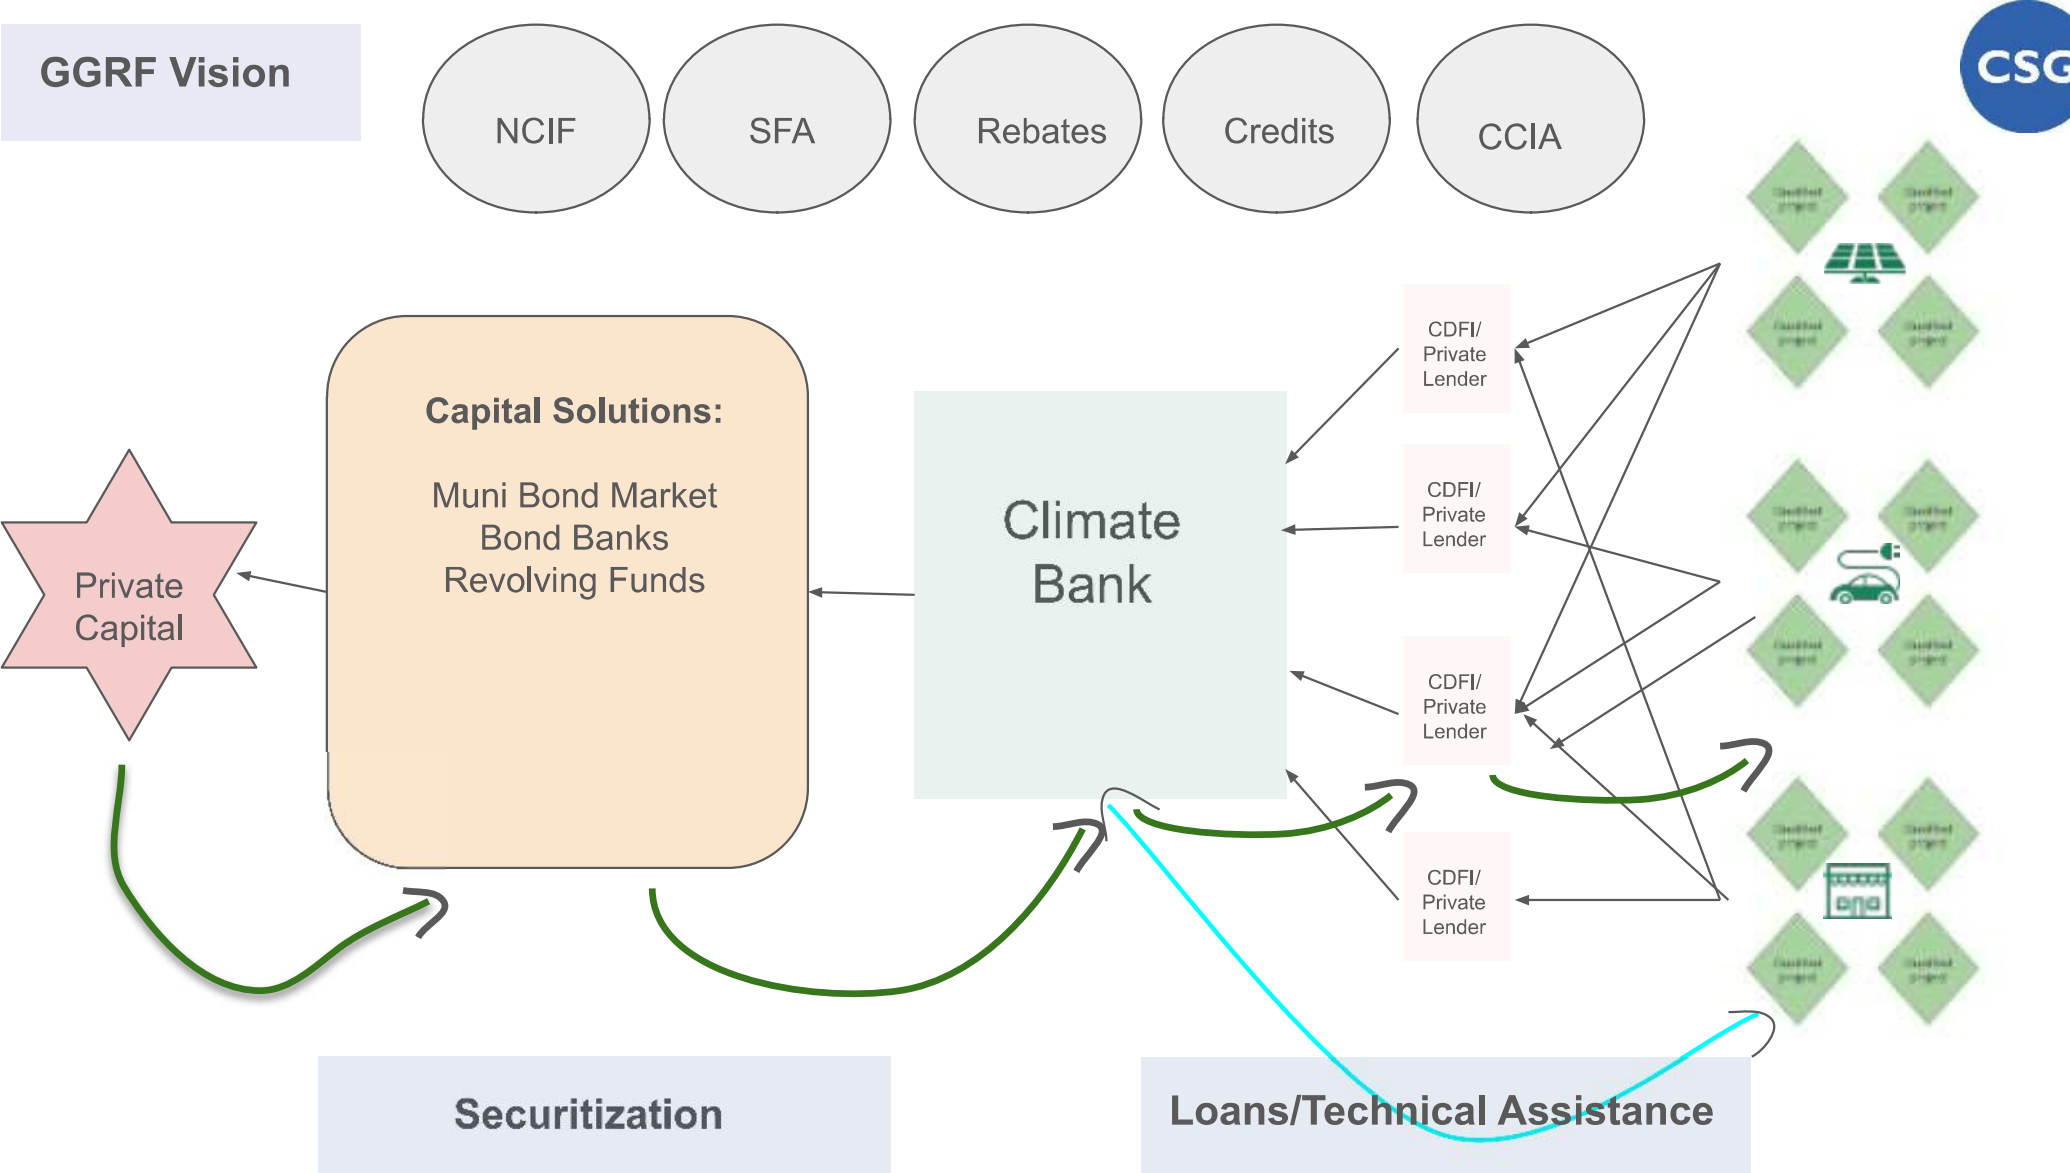 GGRF Vision
NCIF
SFA
Rebates
Credits
CCIA
CSG
Capital Solutions:
Muni Bond Market
Bond Banks
Revolving Funds
Private
Capital
Climate
Bank
CDFI/
Private
Lender
CDFI/
Private
Lender
CDFI/
Private
Lender
CDFI/
Private
Lender
Securitization
Loans/Technical Assistance